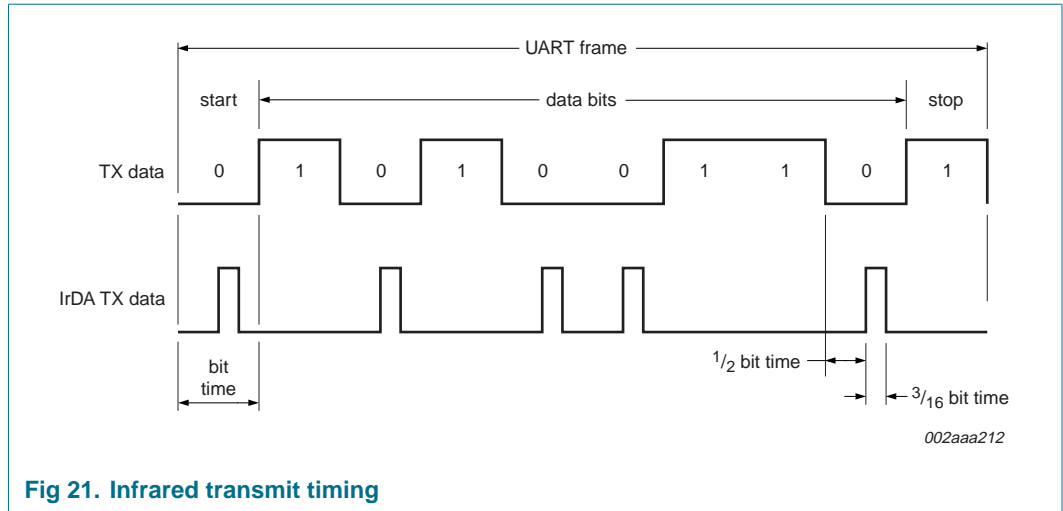 UART frame
start data bits stop
TX data 0 1 0 1 0 0 1 1 0 1
IrDA TX data
bit time
1/2 bit time
3/16 bit time
002aaa212
Fig 21. Infrared transmit timing